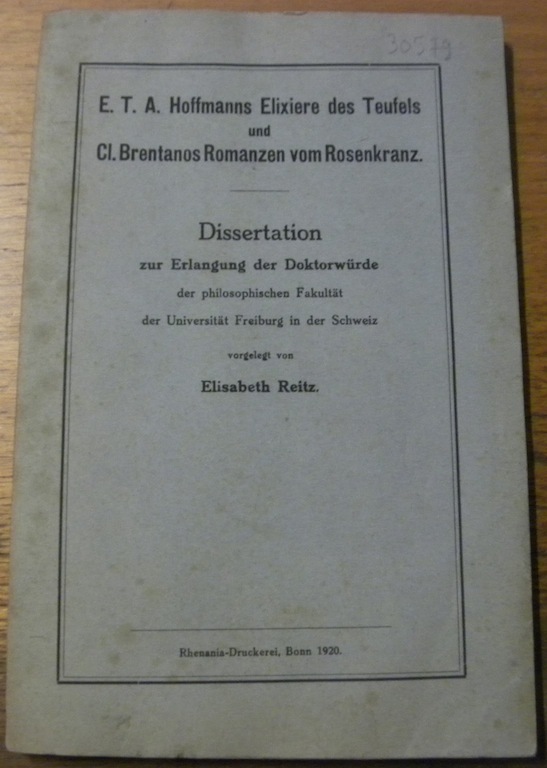 30579
E. T. A. Hoffmanns Elixiere des Teufels
und
Cl. Brentanos Romanzen vom Rosenkranz.
Dissertation
zur Erlangung der Doktorwürde
der philosophischen Fakultät
der Universität Freiburg in der Schweiz
vorgelegt von
Elisabeth Reitz.
Rhenania-Druckerei, Bonn 1920.